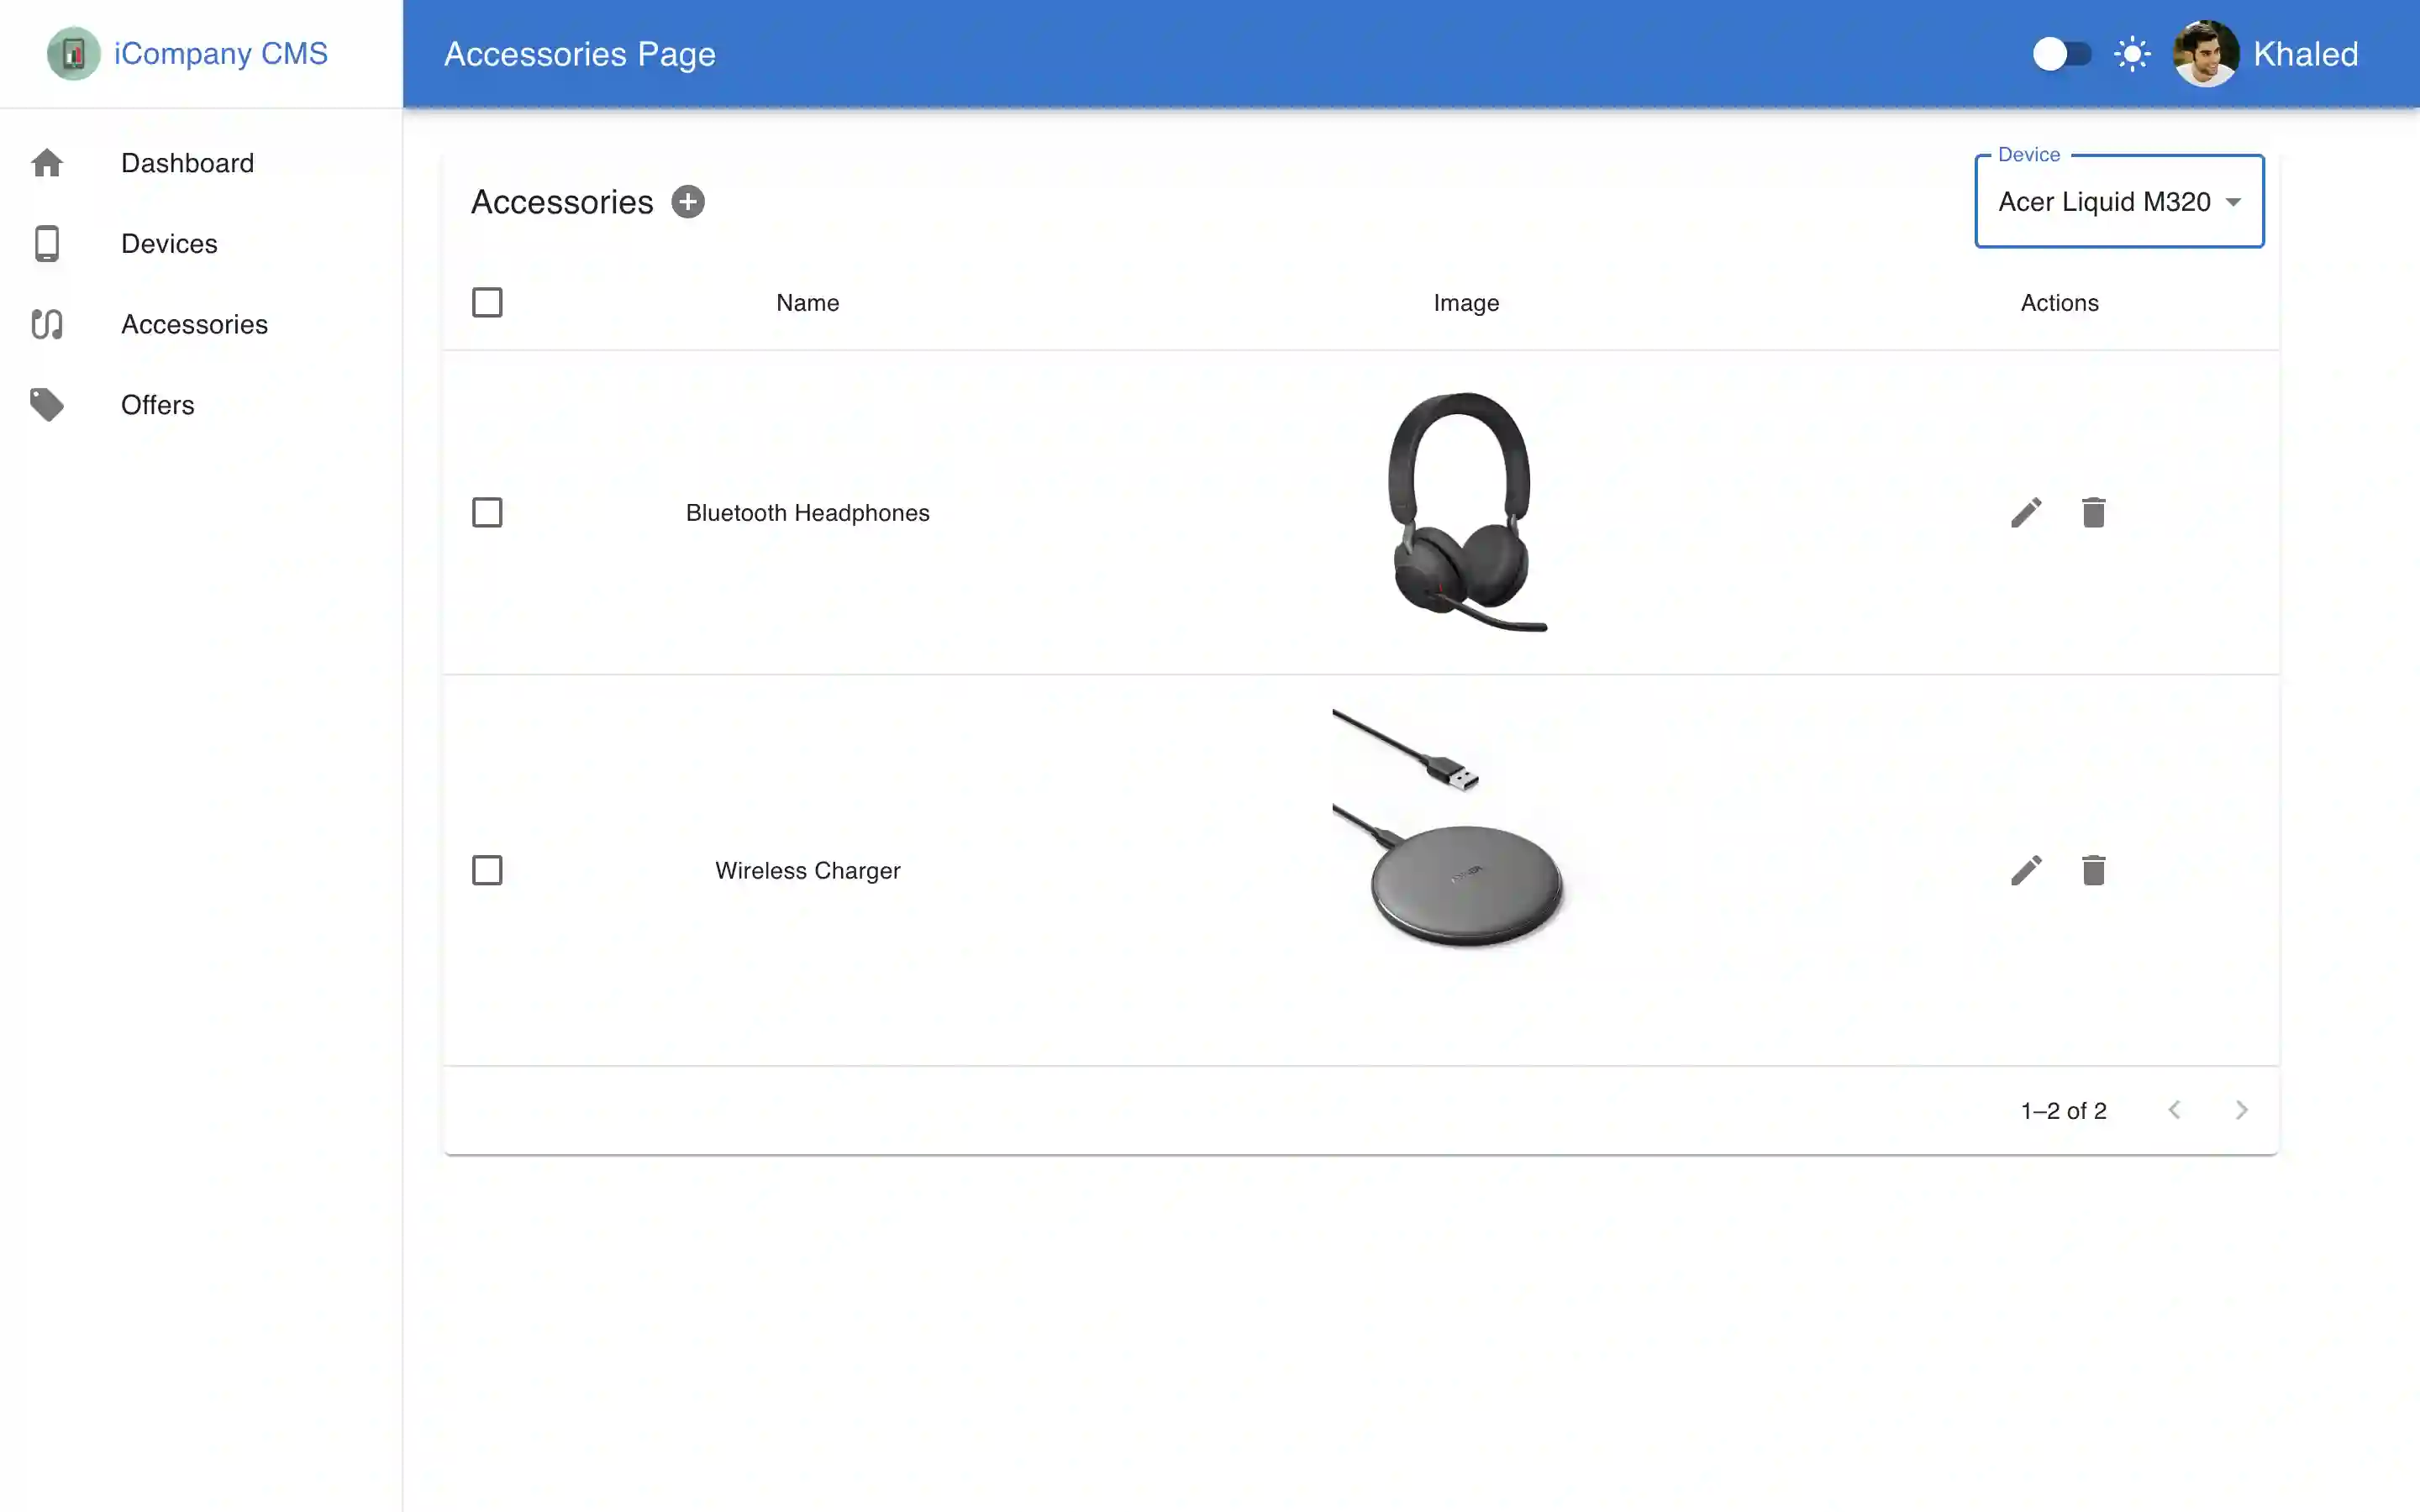 iCompany CMS
Accessories Page
Khaled
Dashboard
Devices
Accessories
Offers
Accessories
Device
Acer Liquid M320
Name
Image
Actions
Bluetooth Headphones
Wireless Charger
1–2 of 2